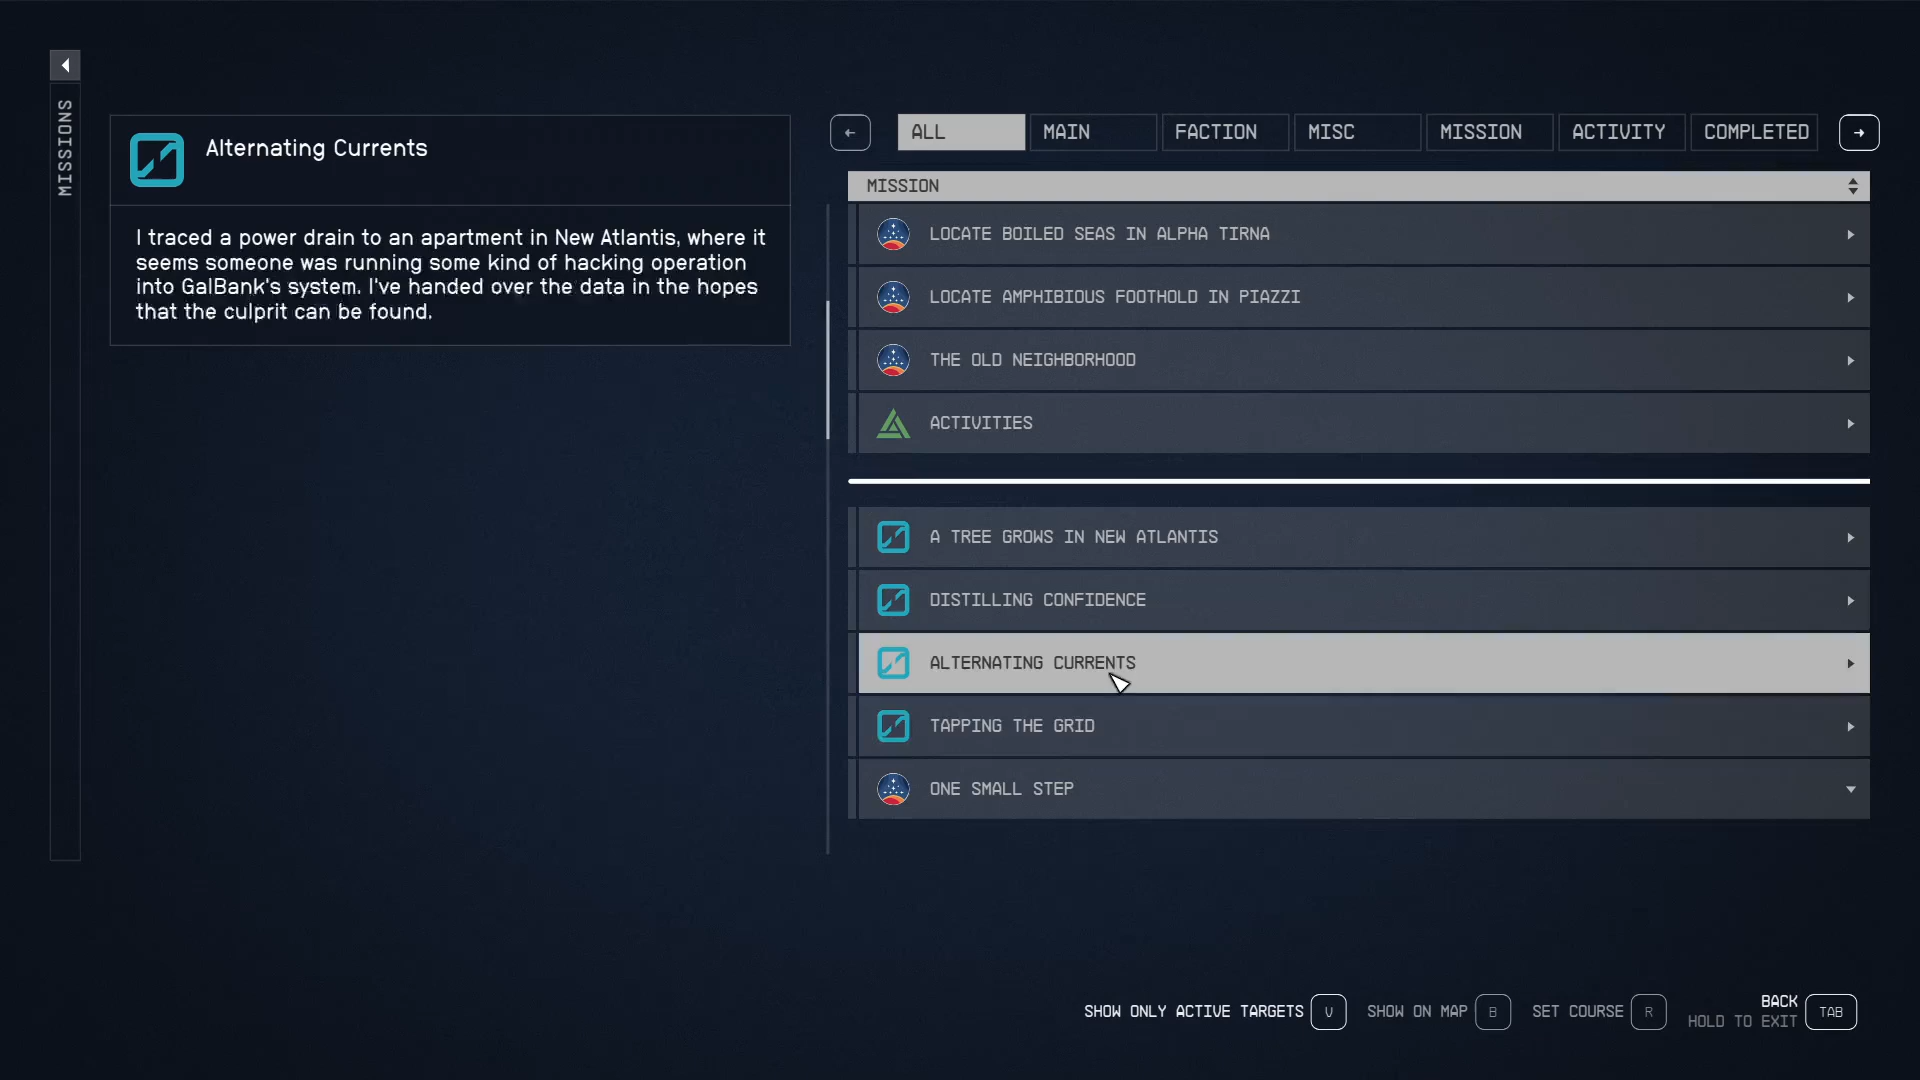 MISSIONS
Alternating Currents
I traced a power drain to an apartment in New Atlantis, where it
seems someone was running some kind of hacking operation
into GalBank's system. I've handed over the data in the hopes
that the culprit can be found.
ALL
MAIN
FACTION
MISC
MISSION
ACTIVITY
COMPLETED
MISSION
LOCATE BOILED SEAS IN ALPHA TIRNA
LOCATE AMPHIBIOUS FOOTHOLD IN PIAZZI
THE OLD NEIGHBORHOOD
ACTIVITIES
A TREE GROWS IN NEW ATLANTIS
DISTILLING CONFIDENCE
ALTERNATING CURRENTS
TAPPING THE GRID
ONE SMALL STEP
SHOW ONLY ACTIVE TARGETS V
SHOW ON MAP B
SET COURSE R
BACK
HOLD TO EXIT
TAB